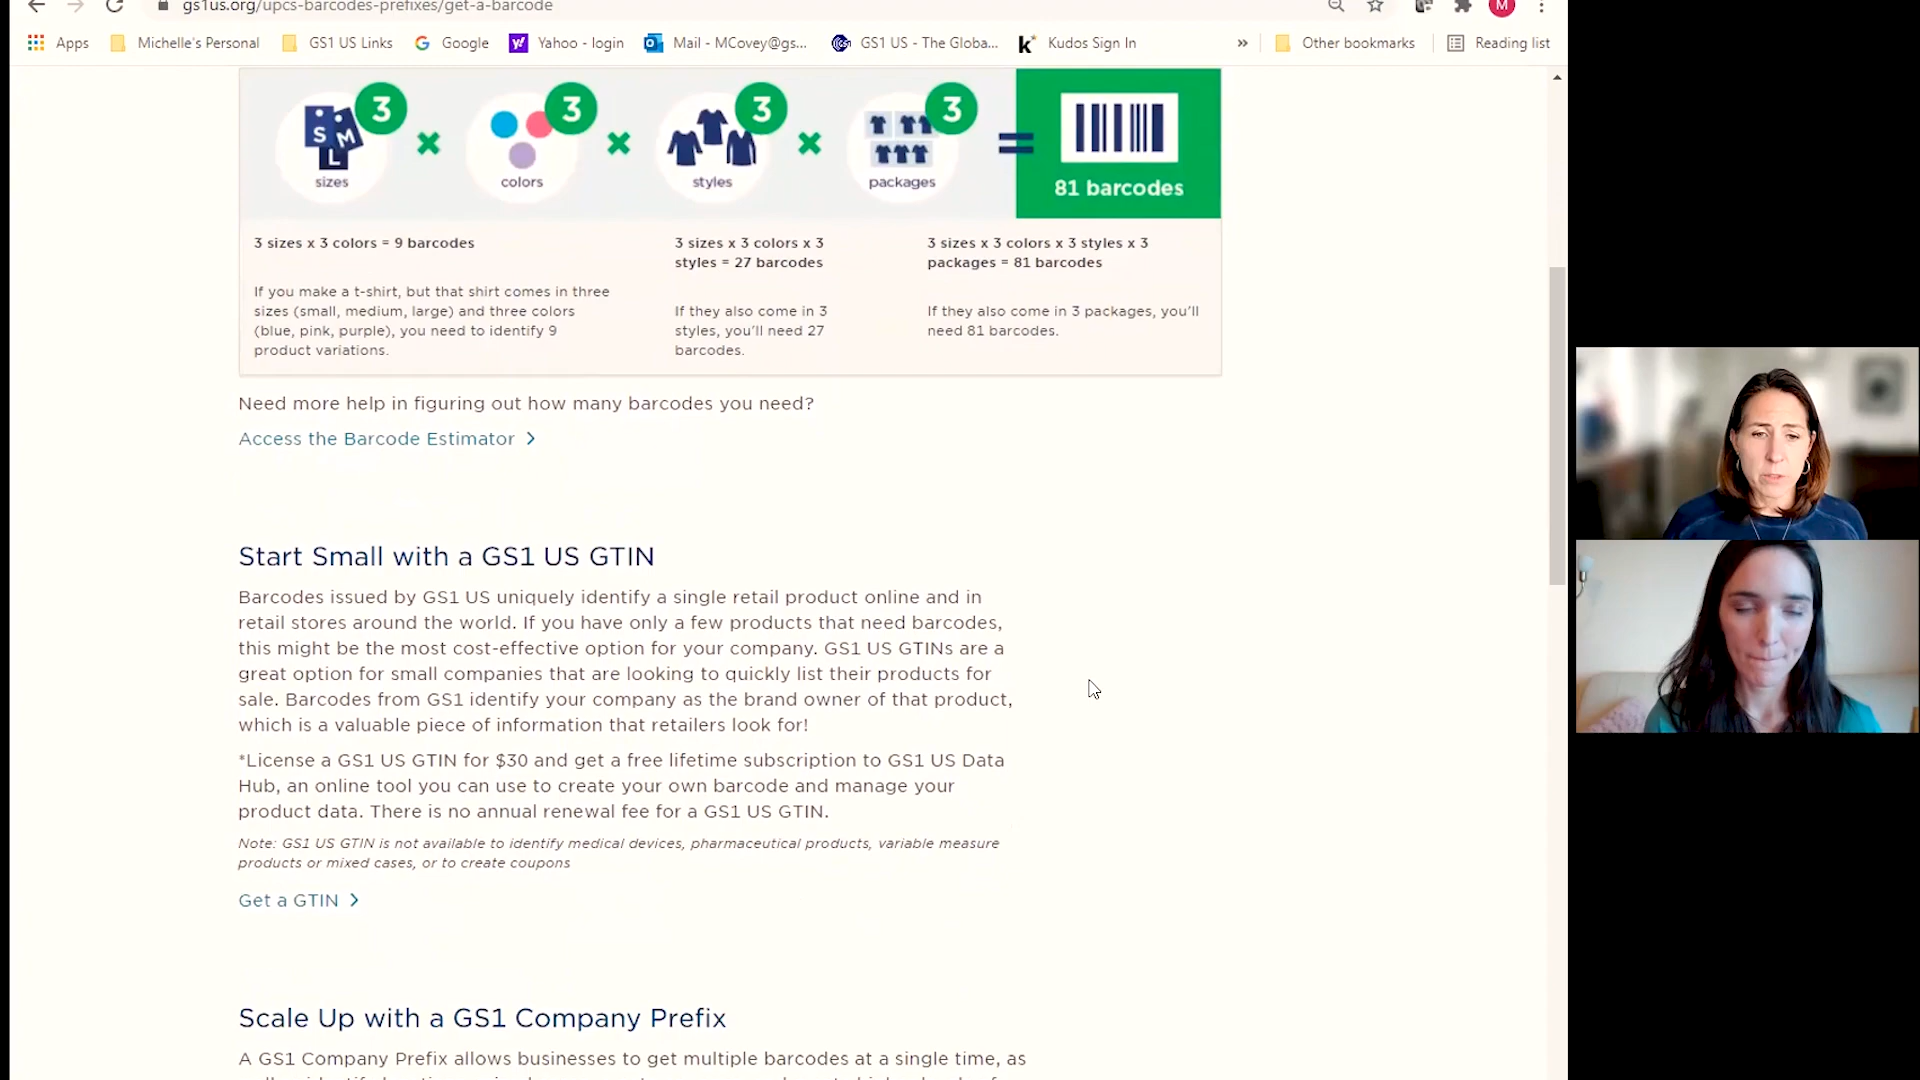 gs1us.org/upcs-barcodes-prefixes/get-a-barcode
M
Apps Michelle's Personal GS1 US Links Google Yahoo - login Mail - MCovey@gs... GS1 US - The Globa... Kudos Sign In » Other bookmarks Reading list
3 3 3 3
S M L
sizes colors styles packages 81 barcodes
3 sizes x 3 colors = 9 barcodes
If you make a t-shirt, but that shirt comes in three
sizes (small, medium, large) and three colors
(blue, pink, purple), you need to identify 9
product variations.
3 sizes x 3 colors x 3
styles = 27 barcodes
If they also come in 3
styles, you'll need 27
barcodes.
3 sizes x 3 colors x 3 styles x 3
packages = 81 barcodes
If they also come in 3 packages, you'll
need 81 barcodes.
Need more help in figuring out how many barcodes you need?
Access the Barcode Estimator
Start Small with a GS1 US GTIN
Barcodes issued by GS1 US uniquely identify a single retail product online and in
retail stores around the world. If you have only a few products that need barcodes,
this might be the most cost-effective option for your company. GS1 US GTINs are a
great option for small companies that are looking to quickly list their products for
sale. Barcodes from GS1 identify your company as the brand owner of that product,
which is a valuable piece of information that retailers look for!
*License a GS1 US GTIN for $30 and get a free lifetime subscription to GS1 US Data
Hub, an online tool you can use to create your own barcode and manage your
product data. There is no annual renewal fee for a GS1 US GTIN.
Note: GS1 US GTIN is not available to identify medical devices, pharmaceutical products, variable measure
products or mixed cases, or to create coupons
Get a GTIN
Scale Up with a GS1 Company Prefix
A GS1 Company Prefix allows businesses to get multiple barcodes at a single time, as